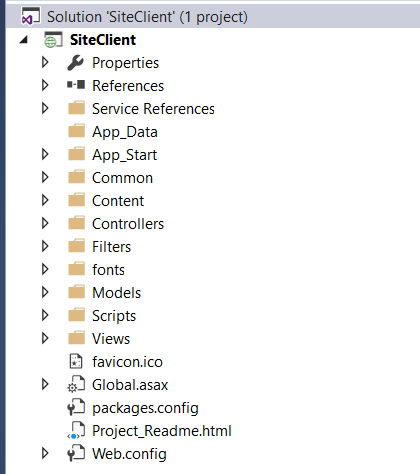 Solution 'SiteClient' (1 project)
SiteClient
Properties
References
Service References
App_Data
App_Start
Common
Content
Controllers
Filters
fonts
Models
Scripts
Views
favicon.ico
Global.asax
packages.config
Project_Readme.html
Web.config